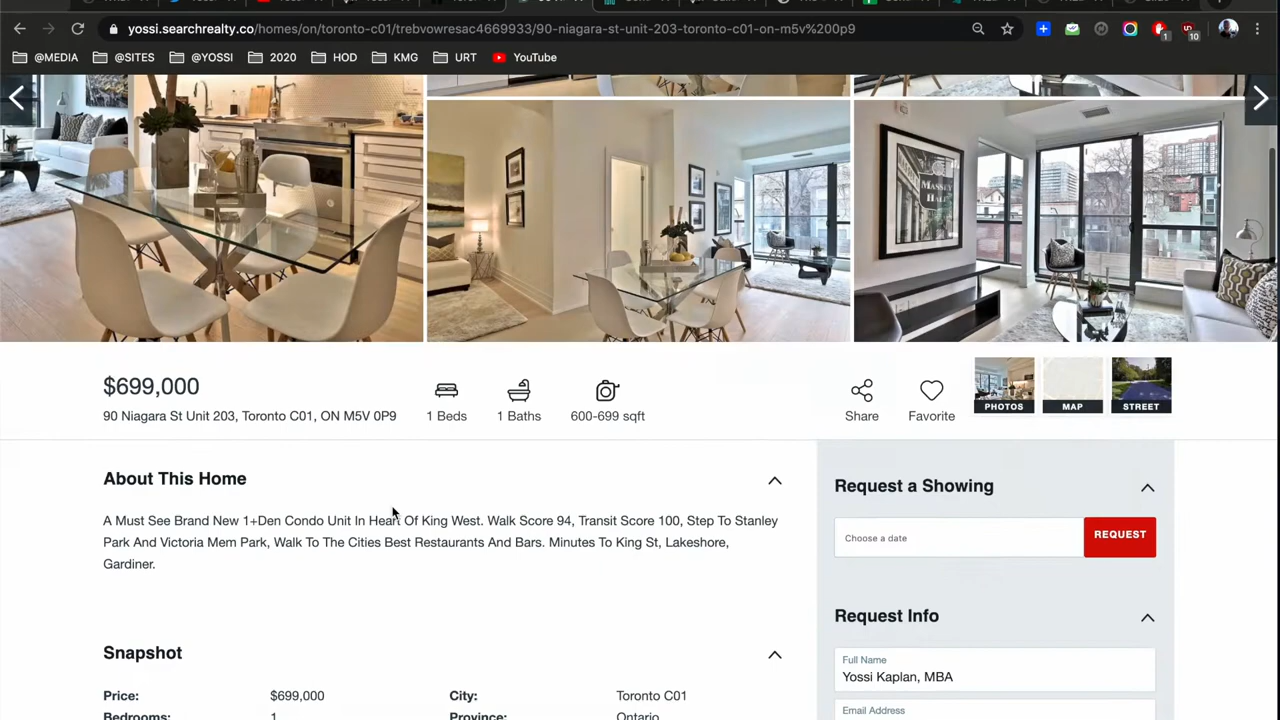 yossi.searchrealty.co/homes/on/toronto-c01/trebvowresac4669933/90-niagara-st-unit-203-toronto-c01-on-m5v%200p9
1
10
@MEDIA @SITES @YOSSI 2020 HOD KMG URT YouTube
MASSEY HALL
$699,000
90 Niagara St Unit 203, Toronto C01, ON M5V 0P9
1 Beds
1 Baths
600-699 sqft
Share
Favorite
PHOTOS
MAP
STREET
About This Home
A Must See Brand New 1+Den Condo Unit In Heart Of King West. Walk Score 94, Transit Score 100, Step To Stanley
Park And Victoria Mem Park, Walk To The Cities Best Restaurants And Bars. Minutes To King St, Lakeshore,
Gardiner.
Snapshot
Price: $699,000 City: Toronto C01
Bedrooms: 1 Province: Ontario
Request a Showing
Choose a date
REQUEST
Request Info
Full Name
Yossi Kaplan, MBA
Email Address